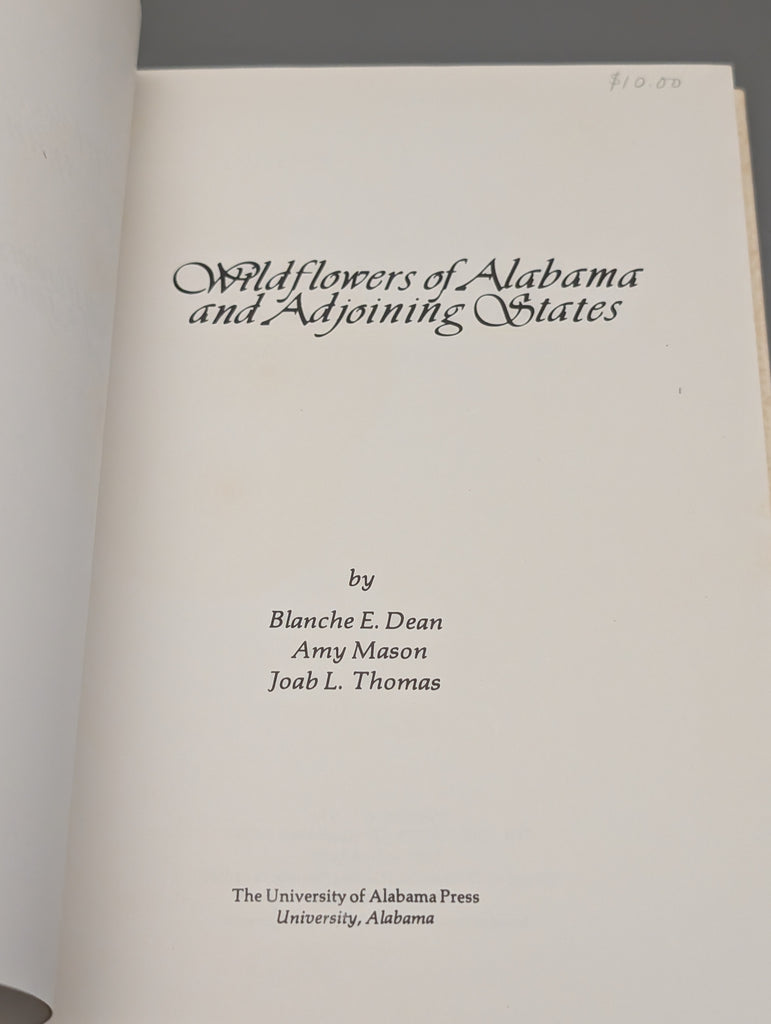 $10.00
Wildflowers of Alabama
and Adjoining States
by
Blanche E. Dean
Amy Mason
Joab L. Thomas
The University of Alabama Press
University, Alabama